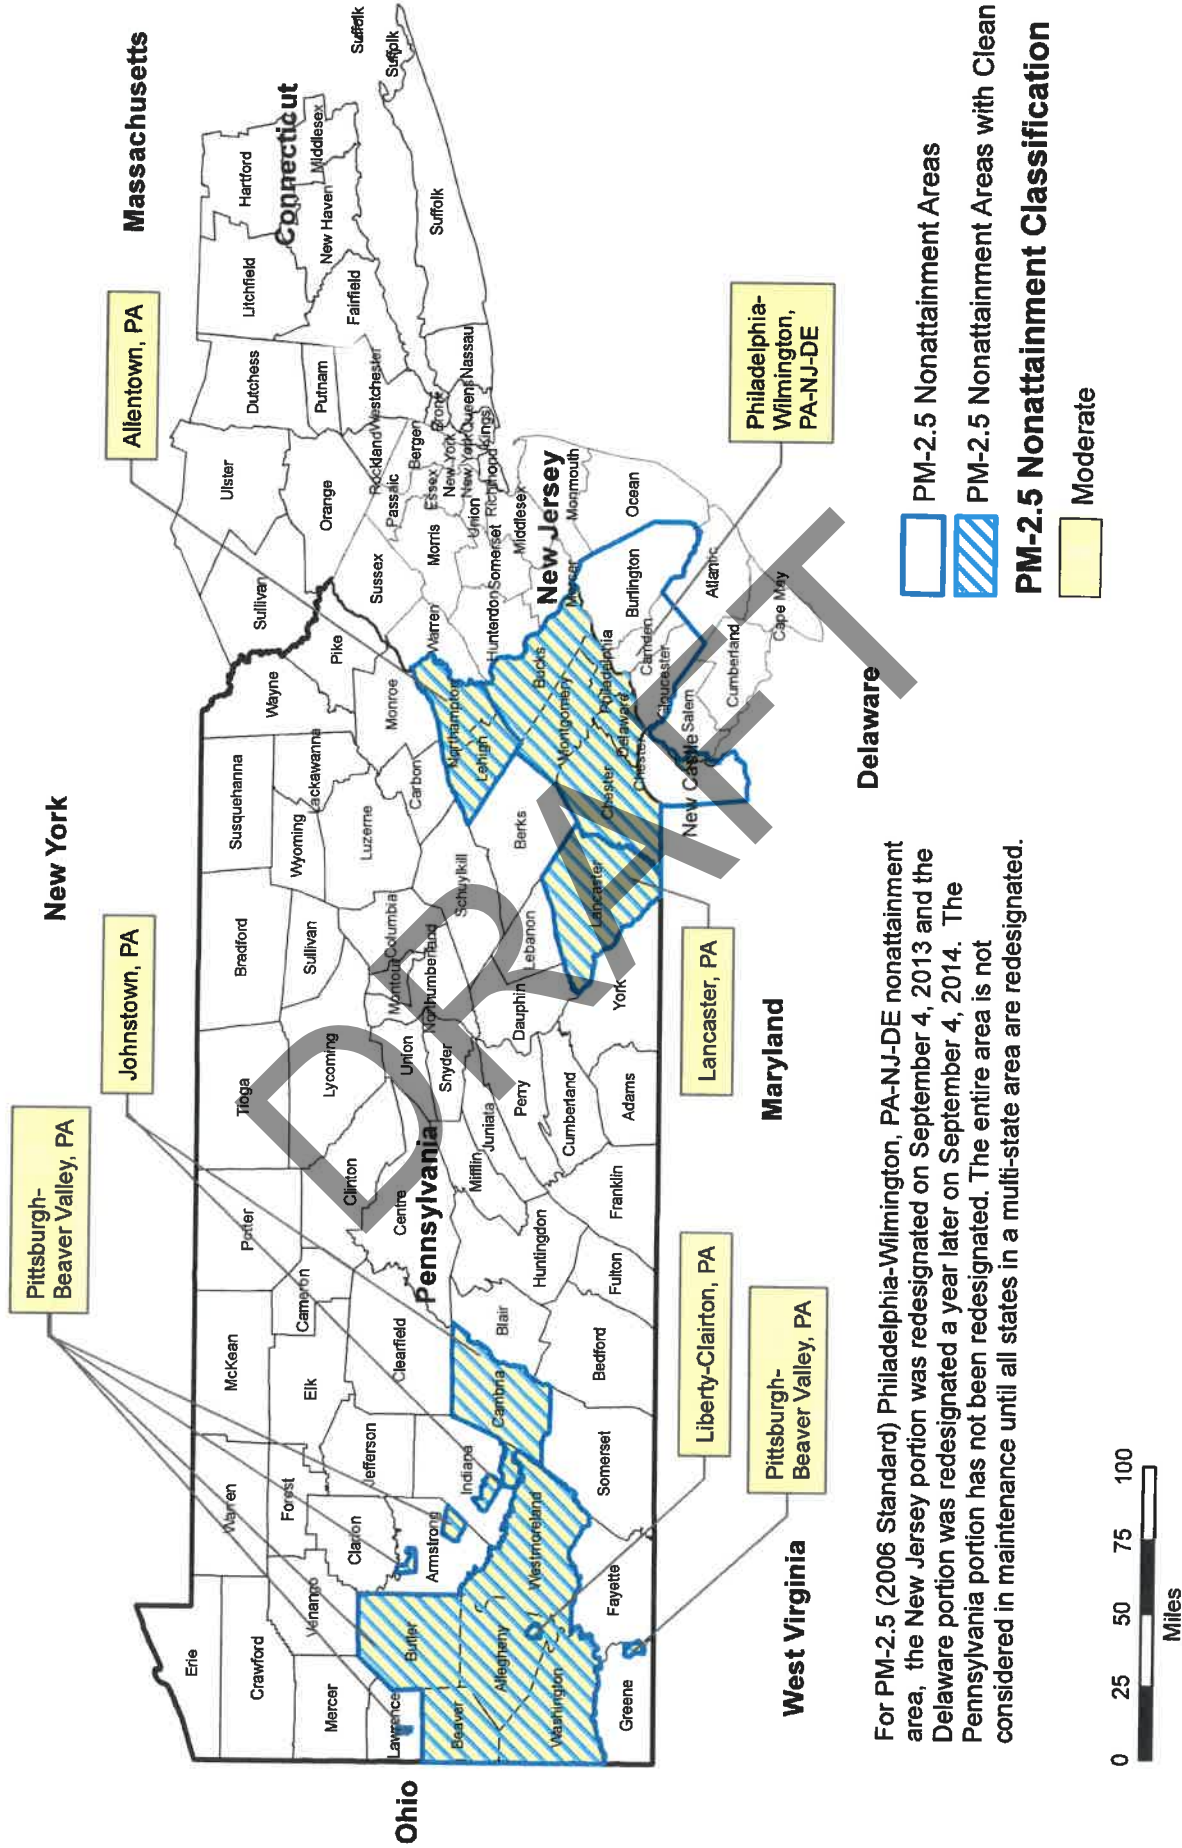 New York
Massachusetts
Connecticut
Pennsylvania
New Jersey
Ohio
West Virginia
Maryland
Delaware
Pittsburgh-
Beaver Valley, PA
Johnstown, PA
Allentown, PA
Liberty-Clairton, PA
Pittsburgh-
Beaver Valley, PA
Lancaster, PA
Philadelphia-
Wilmington,
PA-NJ-DE
Erie
Crawford
Mercer
Lawrence
Beaver
Washington
Greene
Allegheny
Butler
Venango
Warren
Forest
Clarion
Armstrong
Westmoreland
Fayette
Indiana
Jefferson
Elk
McKean
Cameron
Clearfield
Cambria
Somerset
Bedford
Blair
Potter
Clinton
Centre
Huntingdon
Fulton
Franklin
Mifflin
Juniata
Perry
Cumberland
Adams
Tioga
Lycoming
Union
Snyder
Dauphin
York
Bradford
Sullivan
Montour
Columbia
Northumberland
Schuylkill
Lebanon
Lancaster
Susquehanna
Wyoming
Lackawanna
Luzerne
Carbon
Berks
Wayne
Pike
Monroe
Northampton
Lehigh
Bucks
Montgomery
Philadelphia
Delaware
Chester
Chester
New Castle
Salem
Gloucester
Camden
Cumberland
Cape May
Atlantic
Burlington
Ocean
Monmouth
Mercer
Middlesex
Hunterdon
Somerset
Warren
Sussex
Morris
Union
Essex
Passaic
Bergen
Sullivan
Ulster
Orange
Rockland
Westchester
Putnam
Dutchess
Bronx
New York
New York
Queens
Nassau
Richmond
Kings
Litchfield
Hartford
Fairfield
New Haven
Middlesex
Suffolk
Suffolk
Suffolk
DRAFT
For PM-2.5 (2006 Standard) Philadelphia-Wilmington, PA-NJ-DE nonattainment
area, the New Jersey portion was redesignated on September 4, 2013 and the
Delaware portion was redesignated a year later on September 4, 2014. The
Pennsylvania portion has not been redesignated. The entire area is not
considered in maintenance until all states in a multi-state area are redesignated.
PM-2.5 Nonattainment Areas
PM-2.5 Nonattainment Areas with Clean
PM-2.5 Nonattainment Classification
Moderate
0 25 50 75 100
Miles